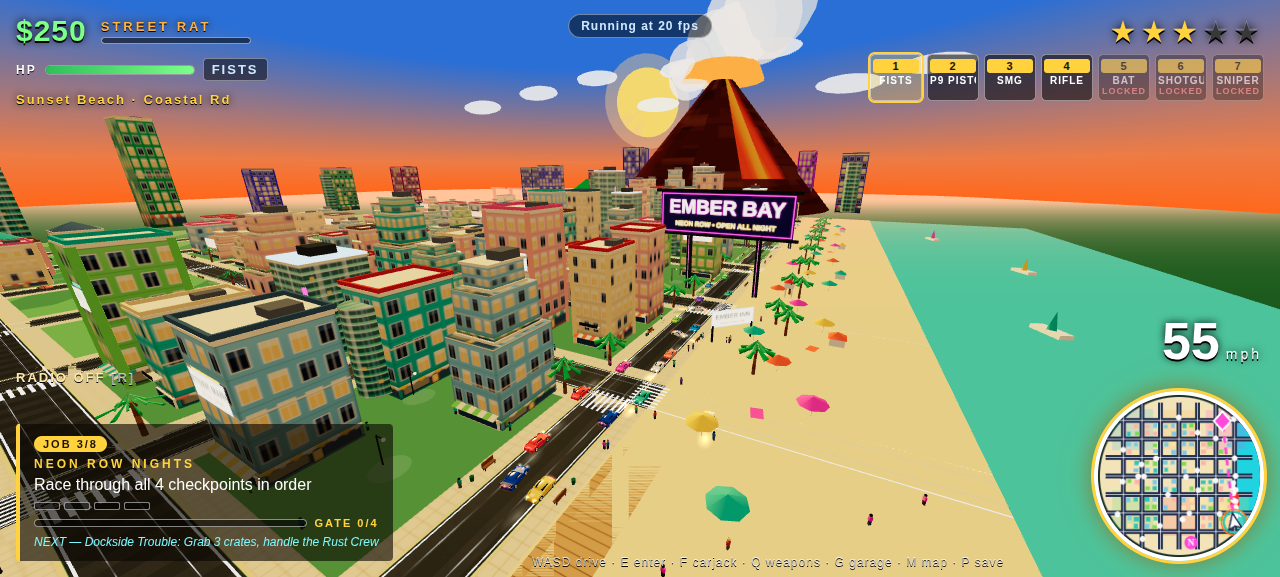 $250 STREET RAT
Running at 20 fps
HP FISTS
Sunset Beach · Coastal Rd
1 2 3 4 5 6 7
FISTS P9 PISTO SMG RIFLE BAT SHOTGU SNIPER
LOCKED LOCKED LOCKED
EMBER BAY
NEON ROW • OPEN ALL NIGHT
EMBER INN
55 mph
RADIO OFF [R]
JOB 3/8
NEON ROW NIGHTS
Race through all 4 checkpoints in order
GATE 0/4
NEXT — Dockside Trouble: Grab 3 crates, handle the Rust Crew
N
WASD drive · E enter · F carjack · Q weapons · G garage · M map · P save